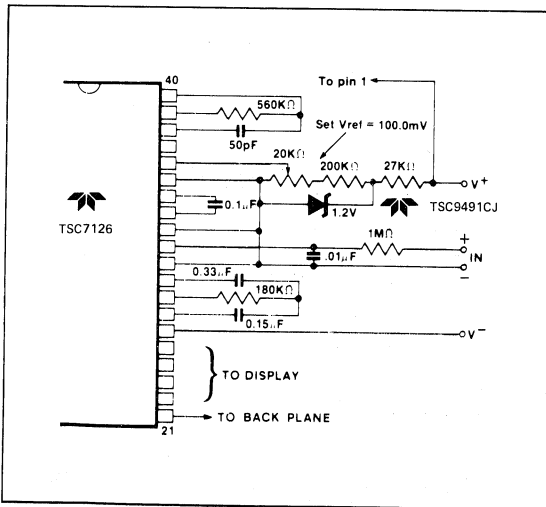 40
To pin 1
560KΩ
50pF
Set Vref = 100.0mV
20KΩ
200KΩ
27KΩ
V+
TSC9491CJ
1.2V
TSC7126
0.1μF
1MΩ
+
IN
.01μF
−
0.33μF
180KΩ
0.15μF
V−
TO DISPLAY
TO BACK PLANE
21